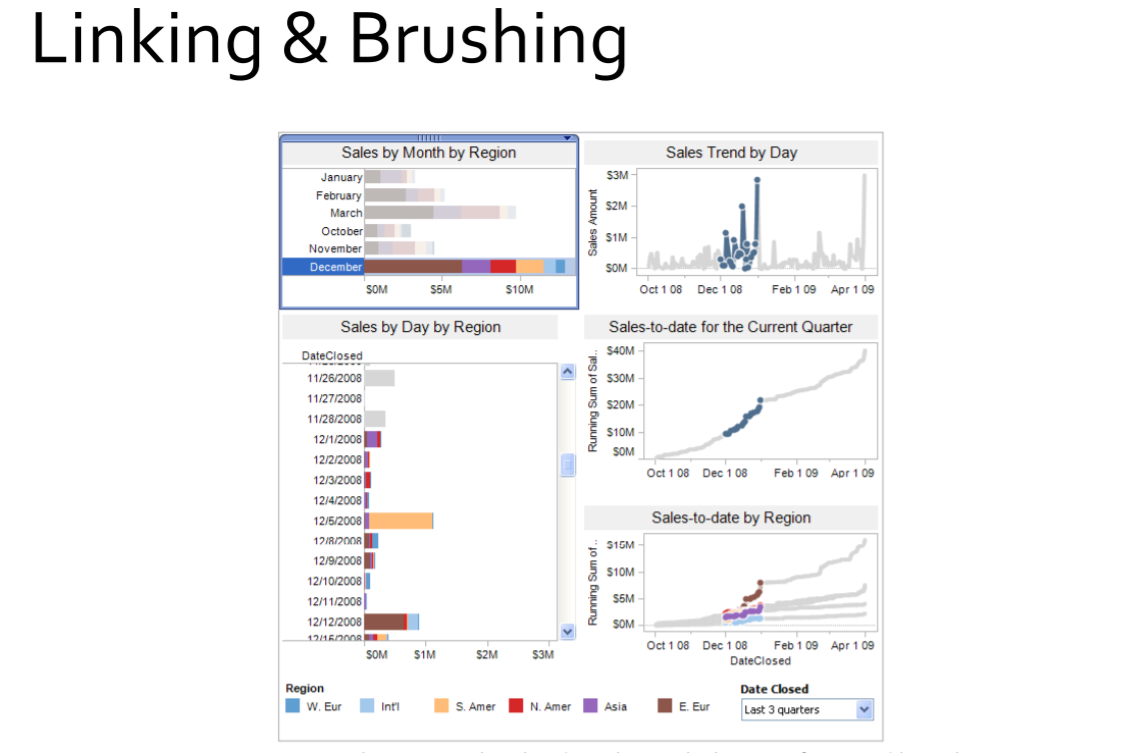 Linking & Brushing
Sales by Month by Region
January
February
March
October
November
December
$0M $5M $10M
Sales Trend by Day
Sales Amount
$3M
$2M
$1M
$0M
Oct 1 08 Dec 1 08 Feb 1 09 Apr 1 09
Sales by Day by Region
DateClosed
11/26/2008
11/27/2008
11/28/2008
12/1/2008
12/2/2008
12/3/2008
12/4/2008
12/5/2008
12/8/2008
12/9/2008
12/10/2008
12/11/2008
12/12/2008
12/15/2008
$0M $1M $2M $3M
Sales-to-date for the Current Quarter
Running Sum of Sal..
$40M
$30M
$20M
$10M
$0M
Oct 1 08 Dec 1 08 Feb 1 09 Apr 1 09
Sales-to-date by Region
Running Sum of ..
$15M
$10M
$5M
$0M
Oct 1 08 Dec 1 08 Feb 1 09 Apr 1 09
DateClosed
Region
W. Eur Int'l S. Amer N. Amer Asia E. Eur
Date Closed
Last 3 quarters